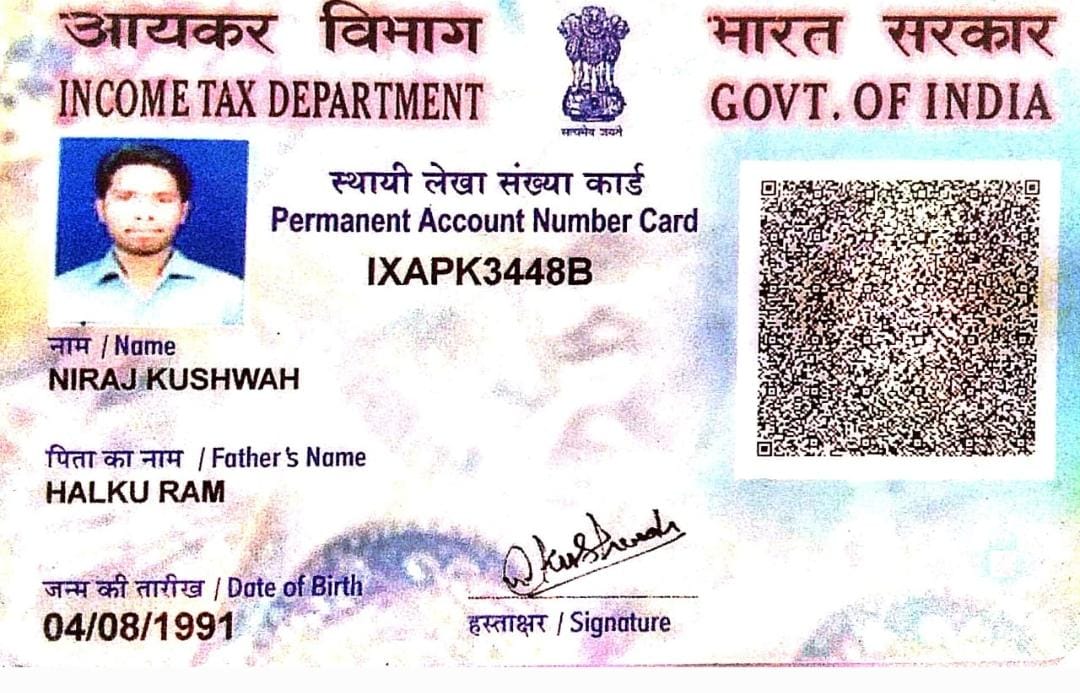 आयकर विभाग
INCOME TAX DEPARTMENT
सत्यमेव जयते
भारत सरकार
GOVT. OF INDIA
स्थायी लेखा संख्या कार्ड
Permanent Account Number Card
IXAPK3448B
नाम / Name
NIRAJ KUSHWAH
पिता का नाम / Father's Name
HALKU RAM
जन्म की तारीख / Date of Birth
04/08/1991
NKushwah
हस्ताक्षर / Signature